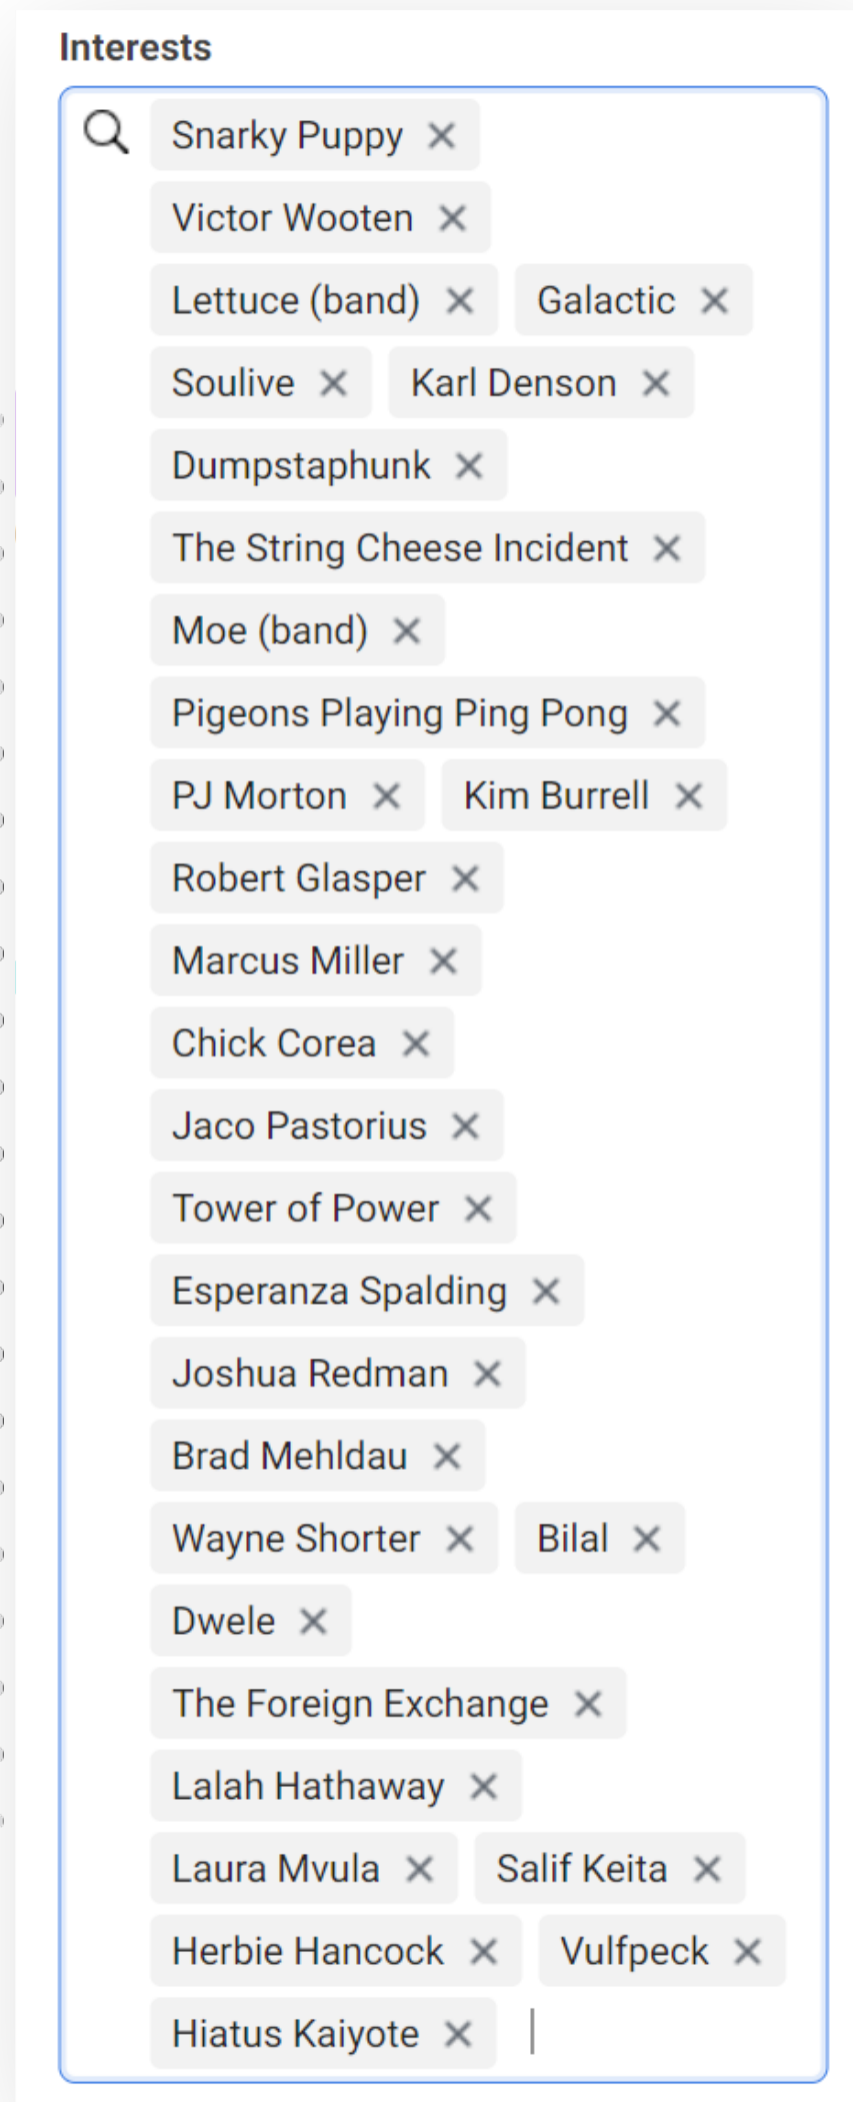 Interests
Snarky Puppy ✕
Victor Wooten ✕
Lettuce (band) ✕ Galactic ✕
Soulive ✕ Karl Denson ✕
Dumpstaphunk ✕
The String Cheese Incident ✕
Moe (band) ✕
Pigeons Playing Ping Pong ✕
PJ Morton ✕ Kim Burrell ✕
Robert Glasper ✕
Marcus Miller ✕
Chick Corea ✕
Jaco Pastorius ✕
Tower of Power ✕
Esperanza Spalding ✕
Joshua Redman ✕
Brad Mehldau ✕
Wayne Shorter ✕ Bilal ✕
Dwele ✕
The Foreign Exchange ✕
Lalah Hathaway ✕
Laura Mvula ✕ Salif Keita ✕
Herbie Hancock ✕ Vulfpeck ✕
Hiatus Kaiyote ✕